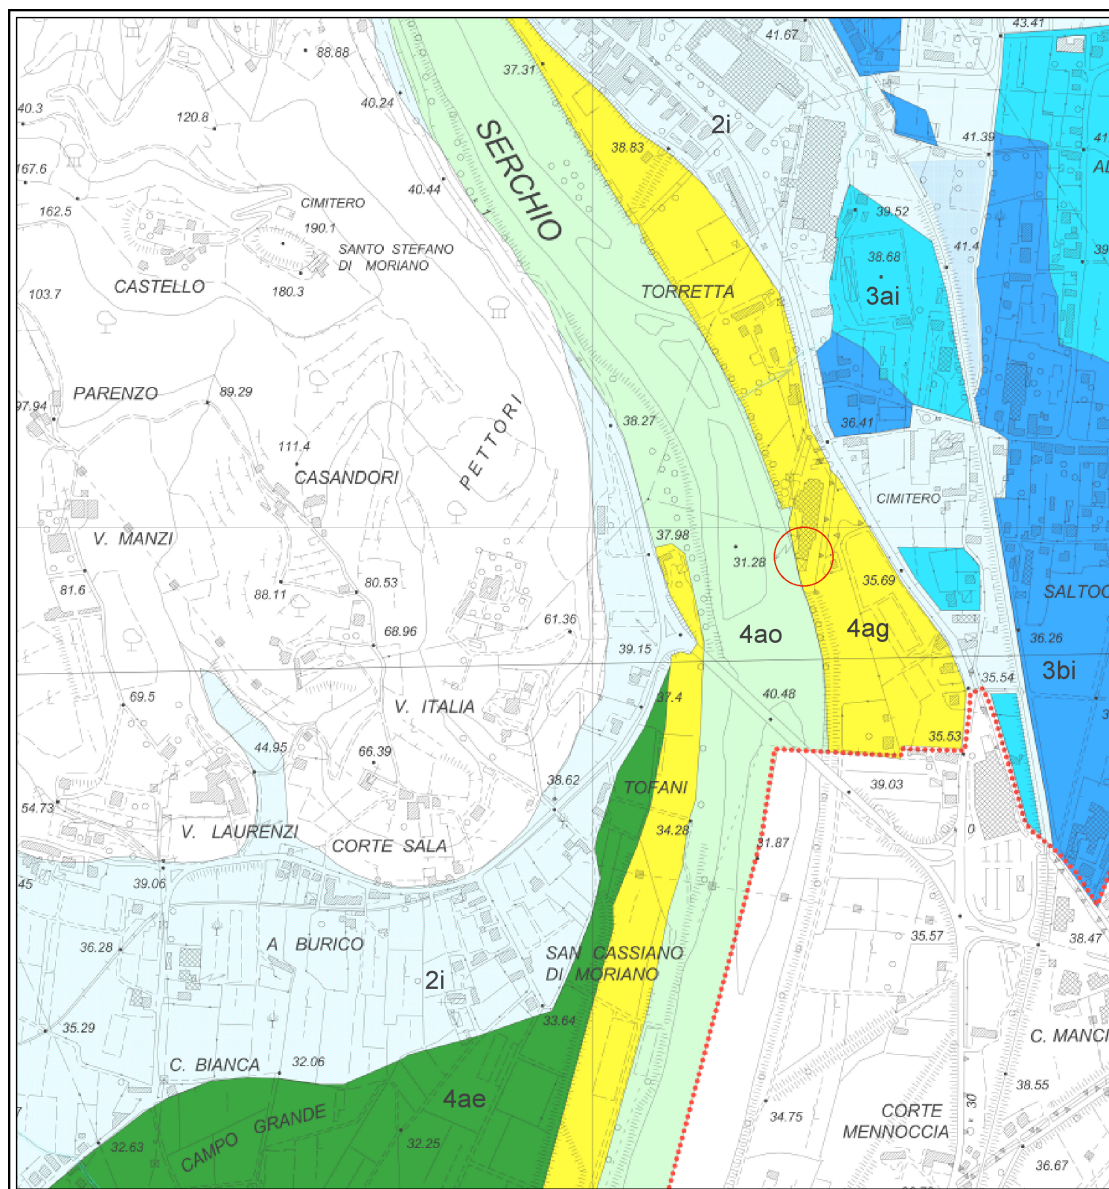 41.67
43.41
88.88
37.31
40.24
2i
40.3
120.8
38.83
41.39
SERCHIO
167.6
40.44
162.5
CIMITERO
39.52
190.1
41.4
SANTO STEFANO
DI MORIANO
38.68
180.3
CASTELLO
TORRETTA
103.7
3ai
PARENZO
89.29
97.94
38.27
36.41
PETTORI
111.4
CASANDORI
CIMITERO
V. MANZI
37.98
31.28
35.69
81.6
80.53
88.11
SALTOC
61.36
4ao
4ag
36.26
68.96
39.15
3bi
35.54
69.5
V. ITALIA
37.4
40.48
44.95
66.39
35.53
38.62
TOFANI
39.03
54.73
34.28
V. LAURENZI
CORTE SALA
31.87
45
39.06
36.28
A BURICO
35.57
38.47
SAN CASSIANO
DI MORIANO
2i
33.64
35.29
C. MANCI
C. BIANCA
32.06
38.55
4ae
34.75
30
CAMPO GRANDE
CORTE
MENNOCCIA
32.63
32.25
36.67